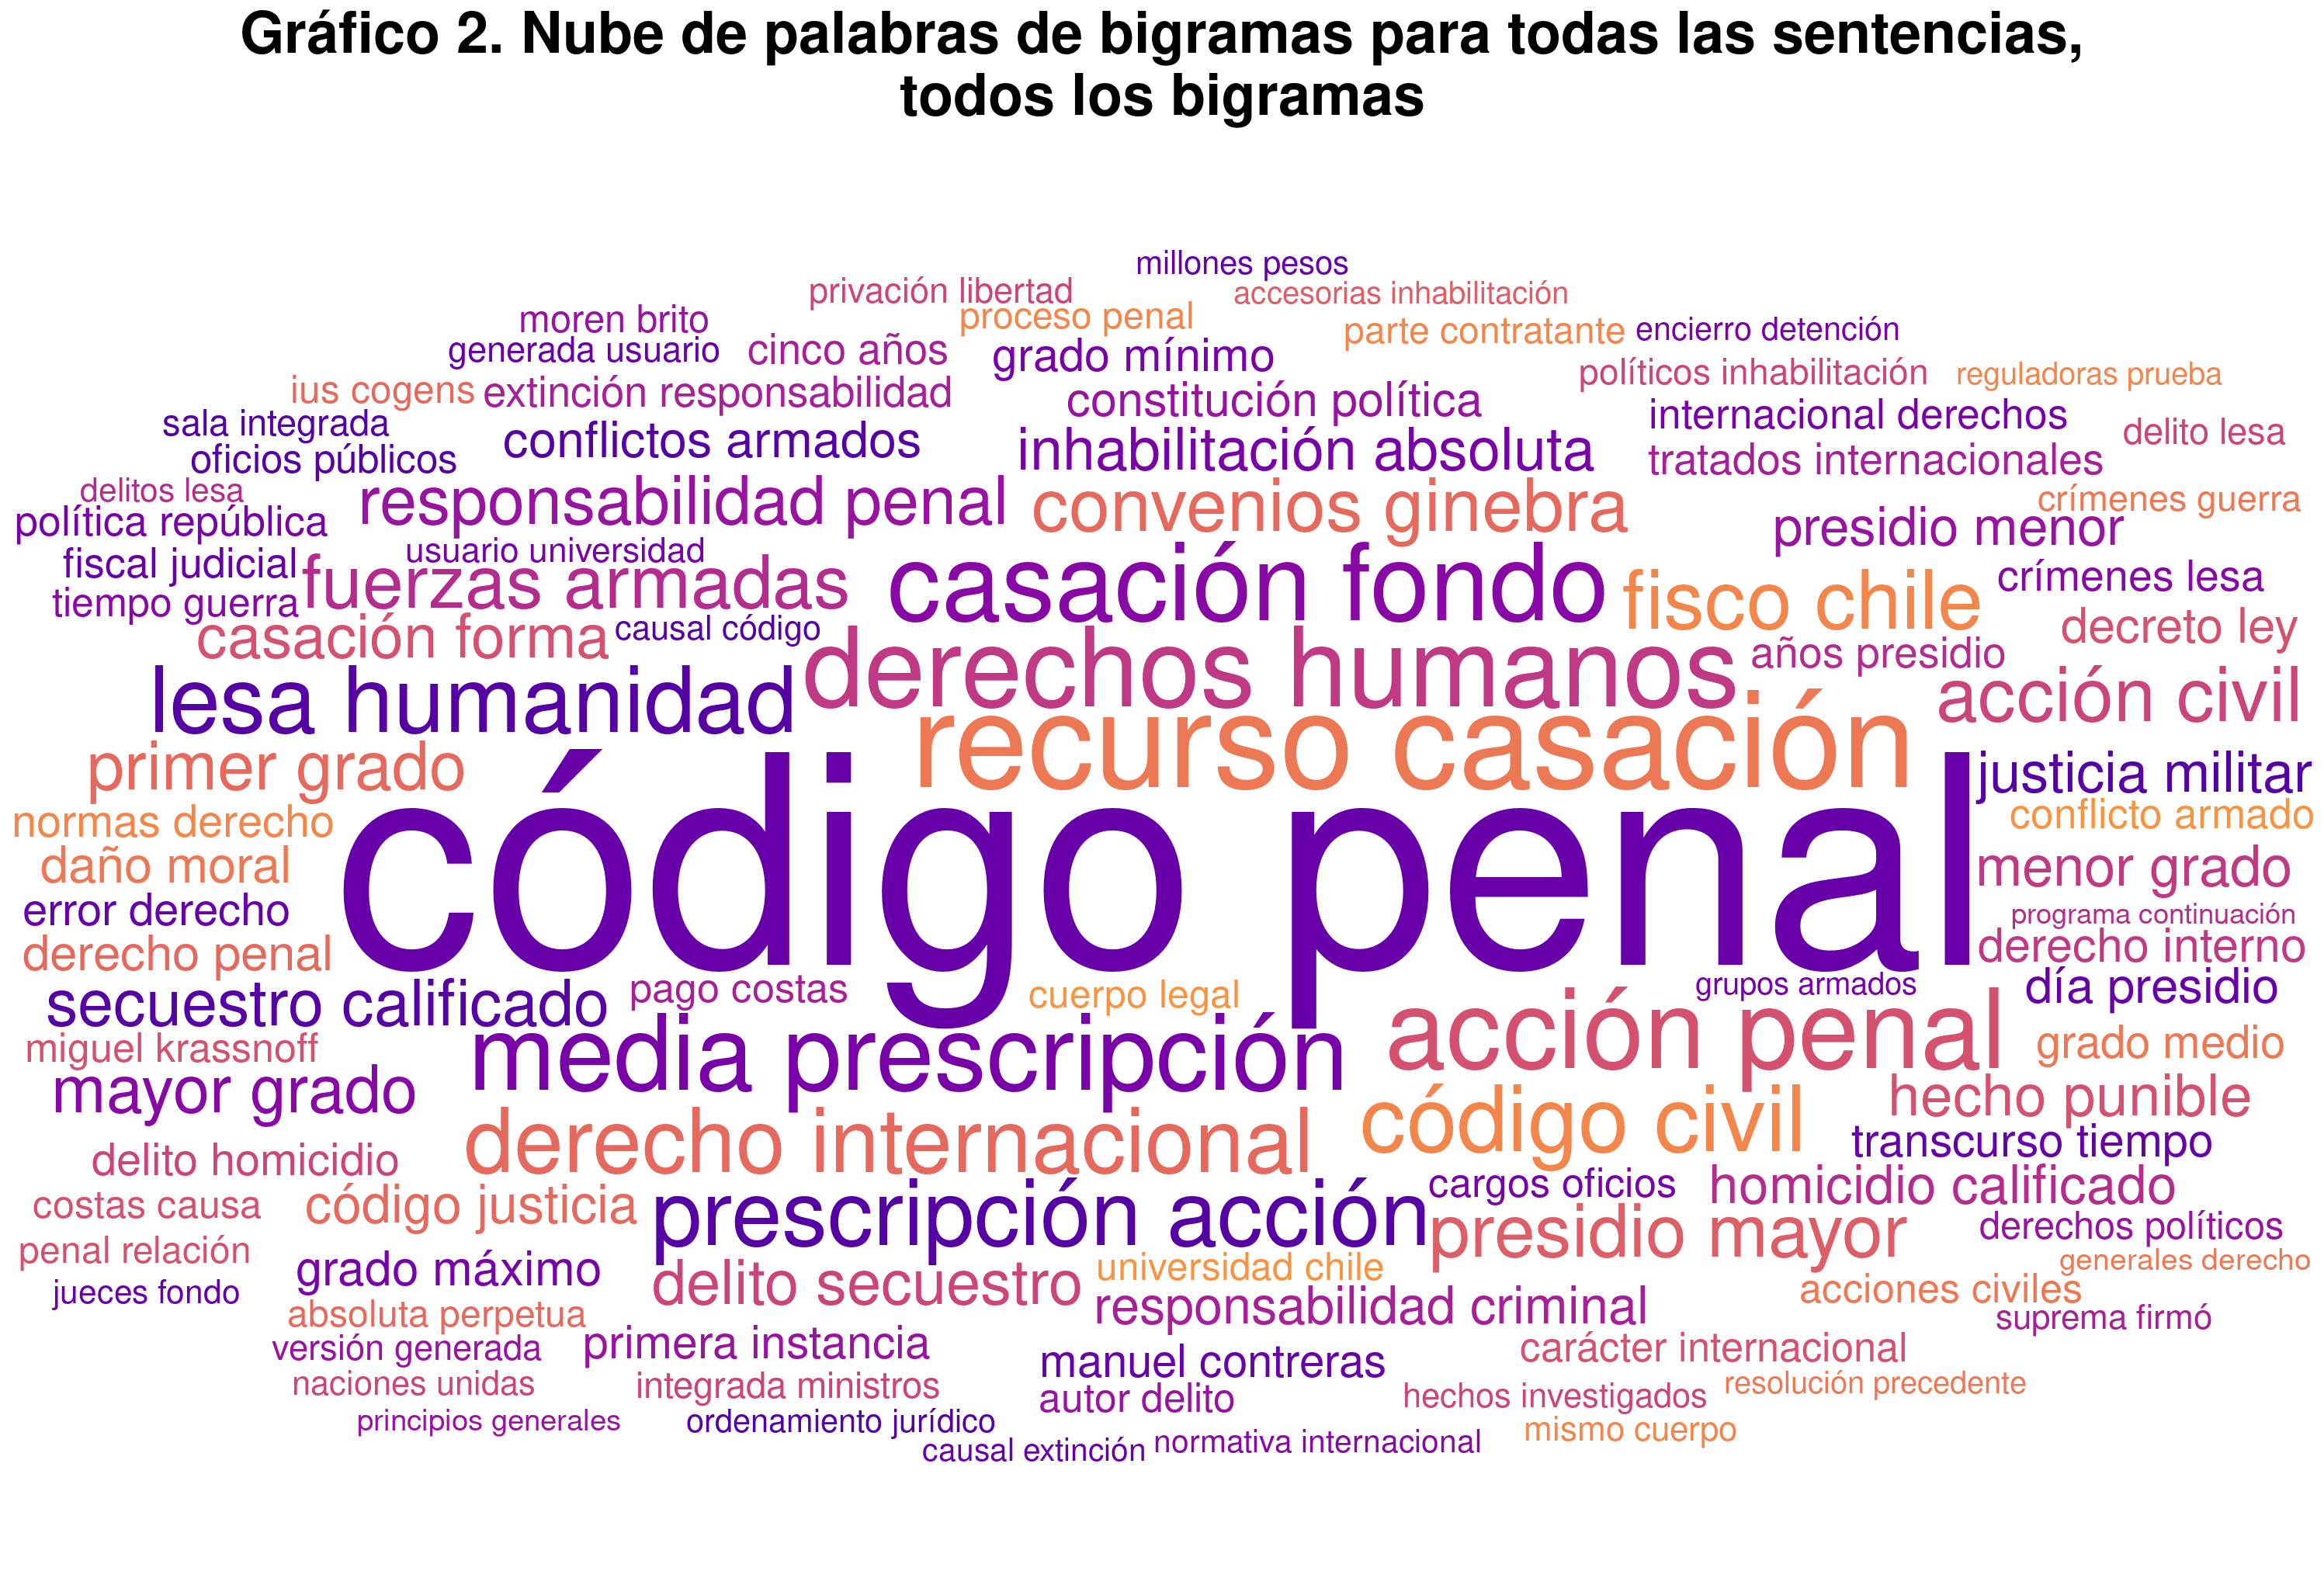 Gráfico 2. Nube de palabras de bigramas para todas las sentencias,
todos los bigramas
millones pesos
privación libertad
accesorias inhabilitación
moren brito
proceso penal
parte contratante
encierro detención
generada usuario
cinco años
grado mínimo
políticos inhabilitación
reguladoras prueba
ius cogens
extinción responsabilidad
constitución política
internacional derechos
sala integrada
conflictos armados
inhabilitación absoluta
delito lesa
oficios públicos
tratados internacionales
delitos lesa
responsabilidad penal
convenios ginebra
crímenes guerra
política república
presidio menor
fiscal judicial
usuario universidad
fuerzas armadas
casación fondo
fisco chile
crímenes lesa
tiempo guerra
casación forma
causal código
derechos humanos
años presidio
decreto ley
lesa humanidad
recurso casación
acción civil
primer grado
justicia militar
normas derecho
código penal
conflicto armado
daño moral
menor grado
error derecho
programa continuación
derecho penal
derecho interno
secuestro calificado
pago costas
cuerpo legal
grupos armados
día presidio
miguel krassnoff
media prescripción
acción penal
grado medio
mayor grado
código civil
hecho punible
delito homicidio
derecho internacional
transcurso tiempo
costas causa
código justicia
prescripción acción
cargos oficios
homicidio calificado
penal relación
presidio mayor
derechos políticos
jueces fondo
grado máximo
delito secuestro
universidad chile
generales derecho
absoluta perpetua
responsabilidad criminal
acciones civiles
versión generada
primera instancia
suprema firmó
naciones unidas
integrada ministros
manuel contreras
carácter internacional
autor delito
hechos investigados
resolución precedente
principios generales
ordenamiento jurídico
mismo cuerpo
causal extinción
normativa internacional